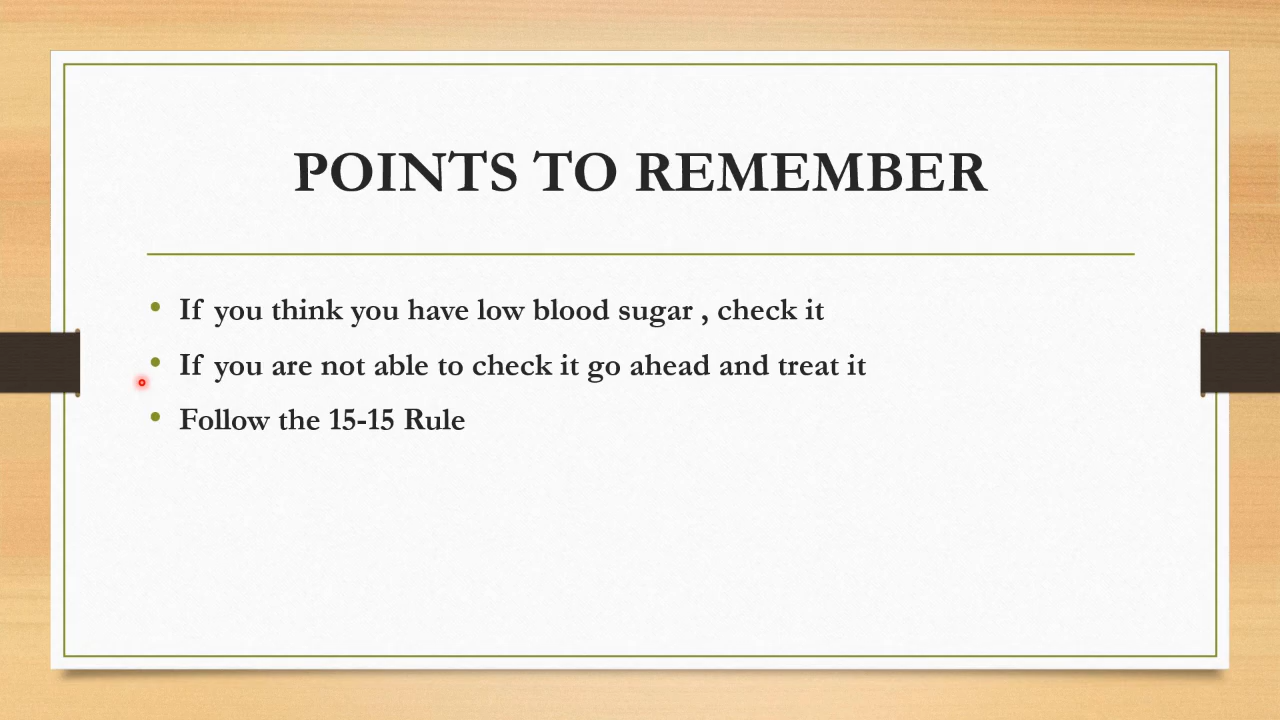 POINTS TO REMEMBER
• If you think you have low blood sugar , check it
• If you are not able to check it go ahead and treat it
• Follow the 15-15 Rule